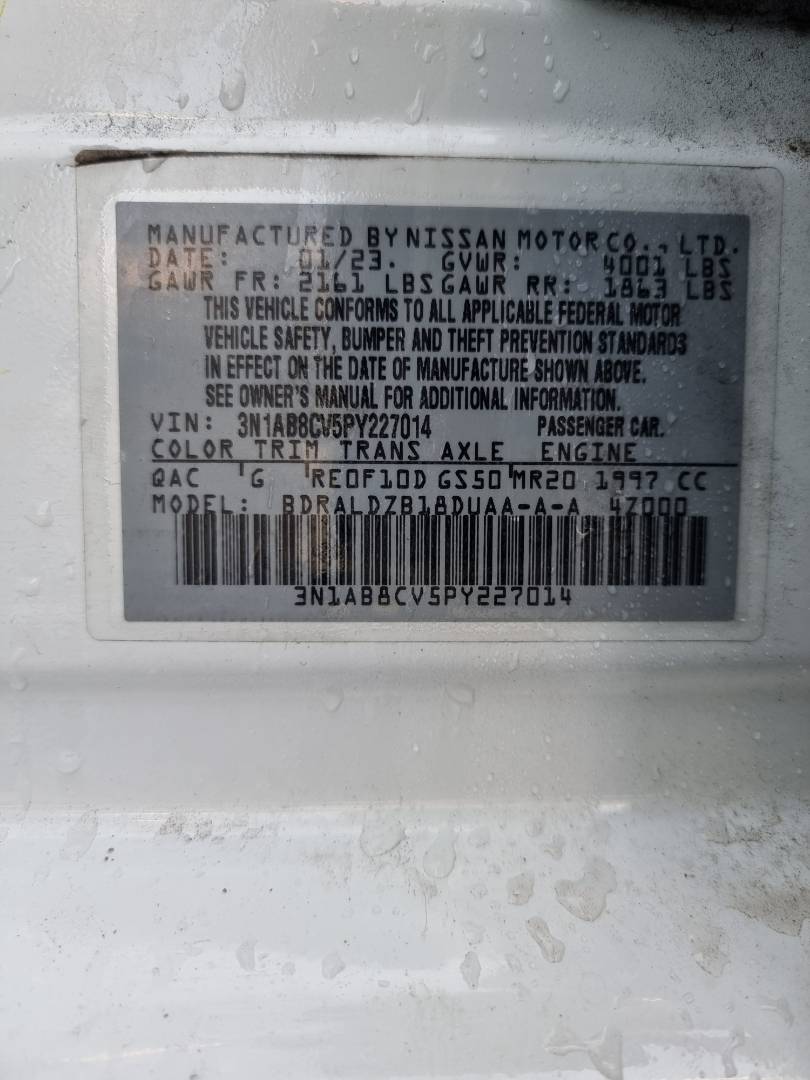 MANUFACTURED BY NISSAN MOTOR CO., LTD.
DATE: 01/23. GVWR: 4001 LBS
GAWR FR: 2161 LBS GAWR RR: 1863 LBS
THIS VEHICLE CONFORMS TO ALL APPLICABLE FEDERAL MOTOR
VEHICLE SAFETY, BUMPER AND THEFT PREVENTION STANDARDS
IN EFFECT ON THE DATE OF MANUFACTURE SHOWN ABOVE.
SEE OWNER'S MANUAL FOR ADDITIONAL INFORMATION.
VIN: 3N1AB8CV5PY227014 PASSENGER CAR.
COLOR TRIM TRANS AXLE ENGINE
QAC G RE0F10D GS50 MR20 1997 CC
MODEL: BDRALDZB18DUAA-A-A 4Z000
3N1AB8CV5PY227014